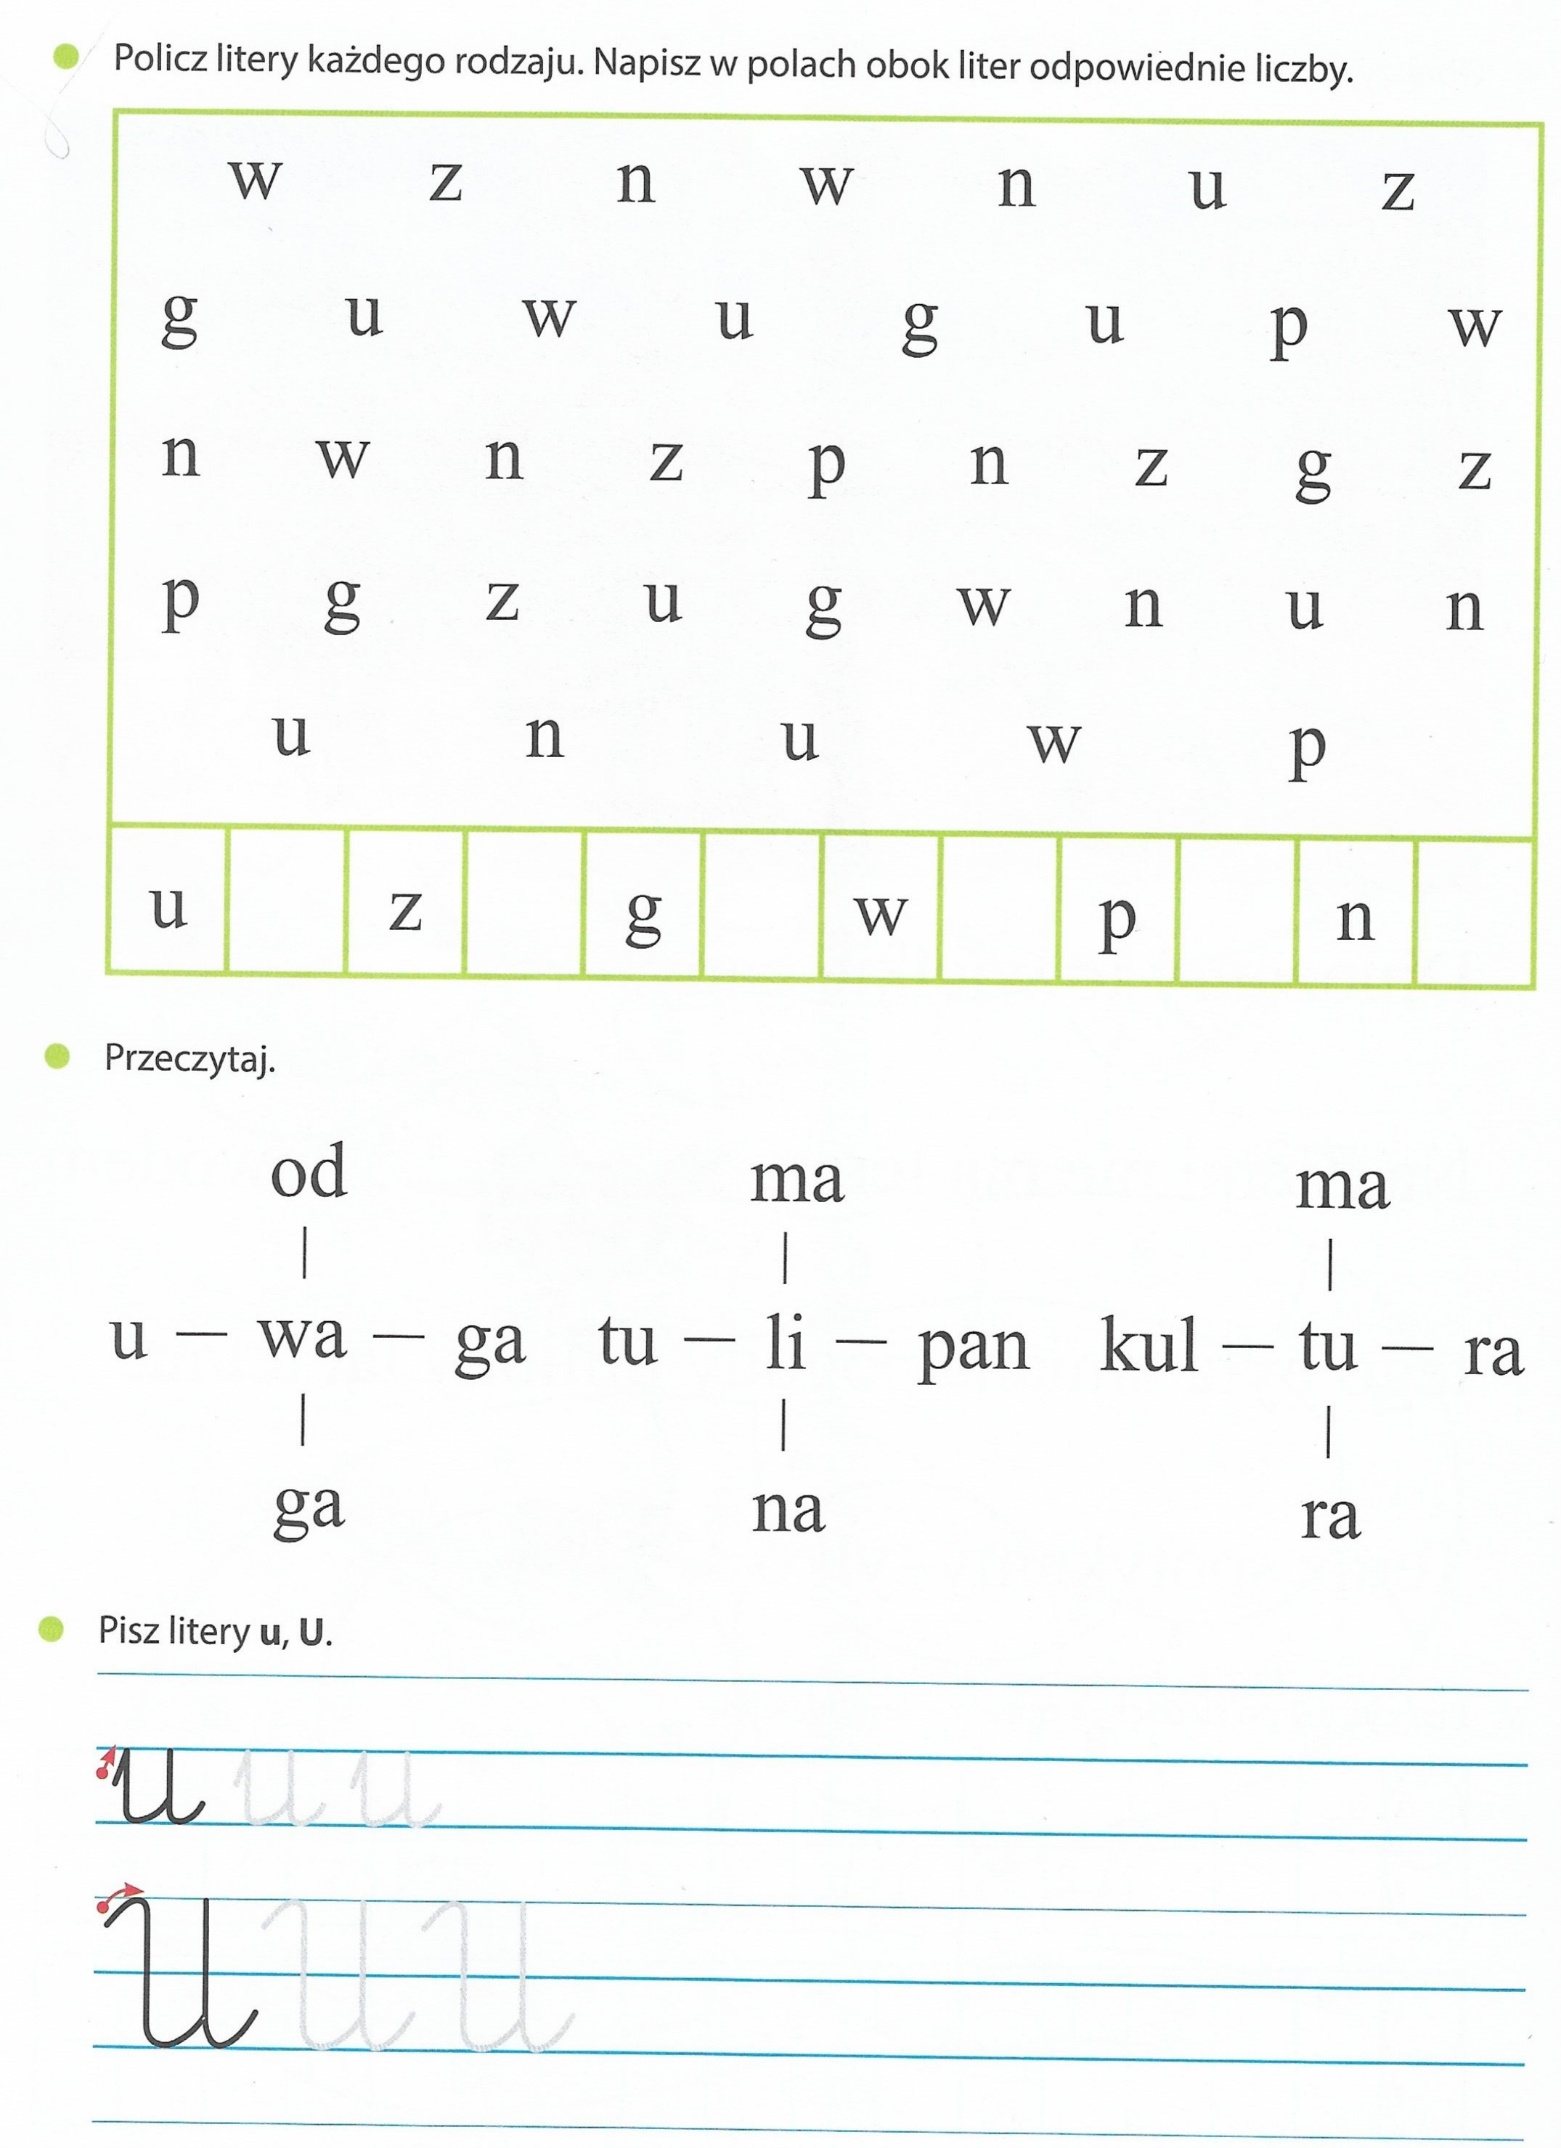 Policz litery każdego rodzaju. Napisz w polach obok liter odpowiednie liczby.
w z n w n u z
g u w u g u p w
n w n z p n z g z
p g z u g w n u n
u n u w p
u z g w p n
Przeczytaj.
od ma ma
| | |
u — wa — ga tu — li — pan kul — tu — ra
| | |
ga na ra
Pisz litery u, U.
u u u
U U U